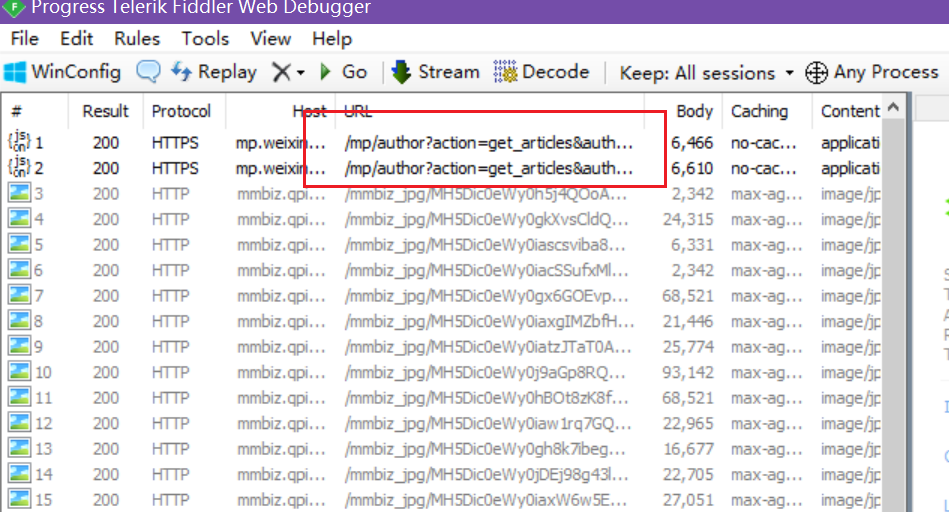 Progress Telerik Fiddler Web Debugger
File Edit Rules Tools View Help
WinConfig Replay Go Stream Decode Keep: All sessions Any Process
# Result Protocol Host URL Body Caching Content
1 200 HTTPS mp.weixin... /mp/author?action=get_articles&auth... 6,466 no-cac... applicati
2 200 HTTPS mp.weixin... /mp/author?action=get_articles&auth... 6,610 no-cac... applicati
3 200 HTTP mmbiz.qpi... /mmbiz_jpg/MH5Dic0eWy0h5j4QOoA... 2,342 max-ag... image/jp
4 200 HTTP mmbiz.qpi... /mmbiz_jpg/MH5Dic0eWy0gkXvsCldQ... 24,315 max-ag... image/jp
5 200 HTTP mmbiz.qpi... /mmbiz_jpg/MH5Dic0eWy0iascsviba8... 6,331 max-ag... image/jp
6 200 HTTP mmbiz.qpi... /mmbiz_jpg/MH5Dic0eWy0iacSSufxMl... 2,342 max-ag... image/jp
7 200 HTTP mmbiz.qpi... /mmbiz_jpg/MH5Dic0eWy0gx6GOEvp... 68,521 max-ag... image/jp
8 200 HTTP mmbiz.qpi... /mmbiz_jpg/MH5Dic0eWy0iaxgIMZbfH... 21,446 max-ag... image/jp
9 200 HTTP mmbiz.qpi... /mmbiz_jpg/MH5Dic0eWy0iatzJTaT0A... 25,774 max-ag... image/jp
10 200 HTTP mmbiz.qpi... /mmbiz_jpg/MH5Dic0eWy0j9aGp8RQ... 93,142 max-ag... image/jp
11 200 HTTP mmbiz.qpi... /mmbiz_jpg/MH5Dic0eWy0hBOt8zK8f... 68,521 max-ag... image/jp
12 200 HTTP mmbiz.qpi... /mmbiz_jpg/MH5Dic0eWy0iaw1rq7GQ... 22,965 max-ag... image/jp
13 200 HTTP mmbiz.qpi... /mmbiz_jpg/MH5Dic0eWy0gh8k7ibeg... 16,677 max-ag... image/jp
14 200 HTTP mmbiz.qpi... /mmbiz_jpg/MH5Dic0eWy0jDEj98g43l... 22,705 max-ag... image/jp
15 200 HTTP mmbiz.qpi... /mmbiz_jpg/MH5Dic0eWy0iaxW6w5E... 27,051 max-ag... image/jp